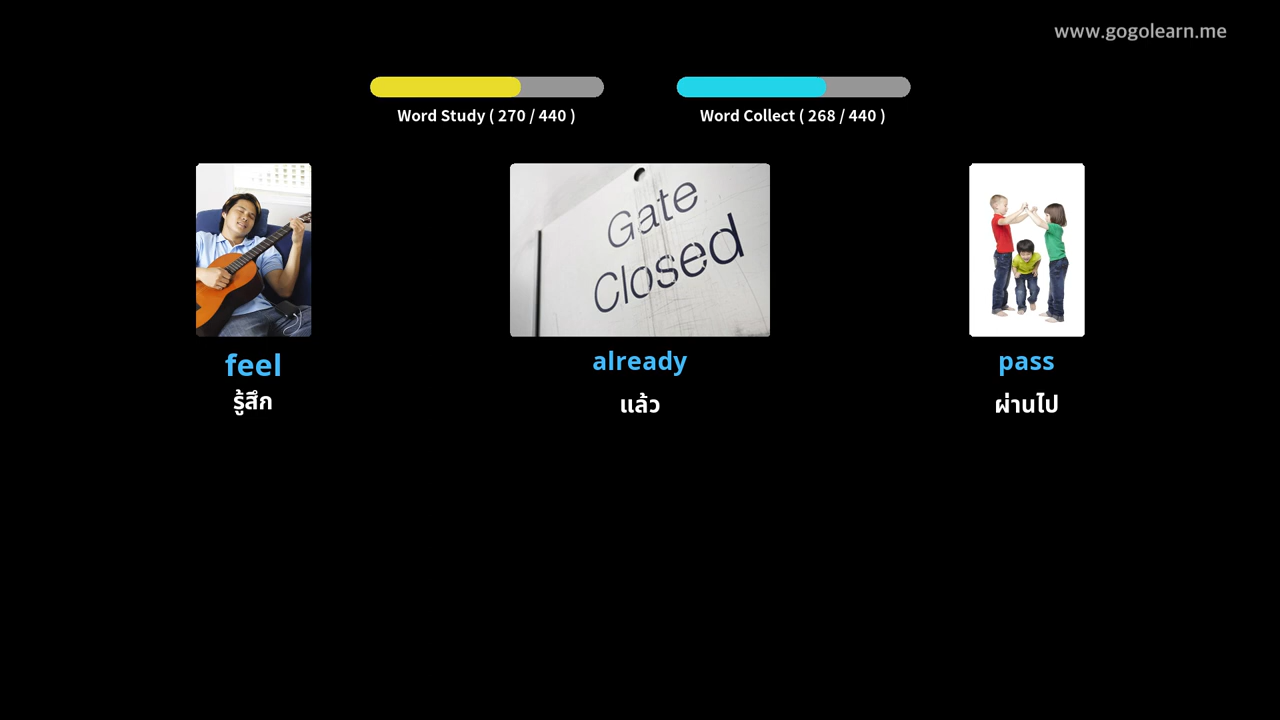 www.gogolearn.me
Word Study ( 270 / 440 )
Word Collect ( 268 / 440 )
Gate
Closed
feel
already
pass
รู้สึก
แล้ว
ผ่านไป